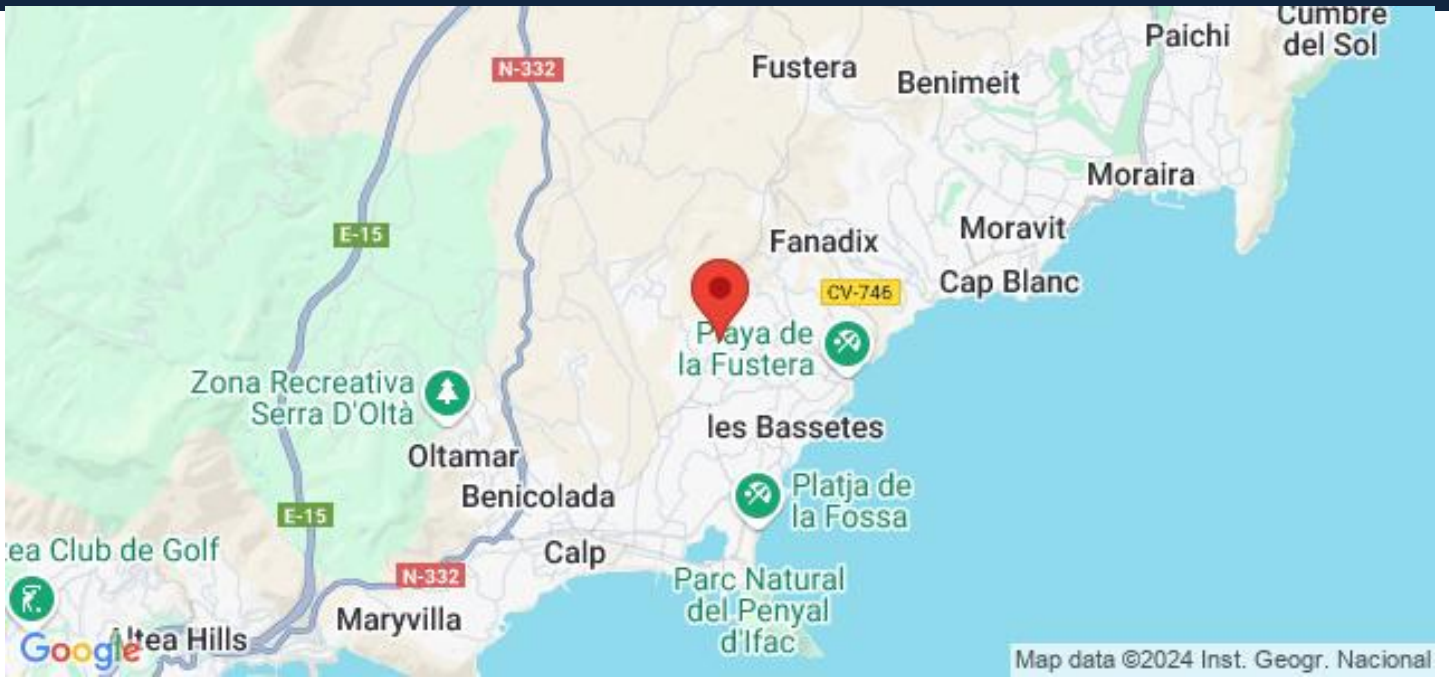 Cumbre
del Sol
Paichi
N-332
Fustera
Benimeit
Moraira
E-15
Fanadix
Moravit
CV-746
Cap Blanc
Playa de
la Fustera
Zona Recreativa
Serra D'Oltà
les Bassetes
Oltamar
Benicolada
Platja de
la Fossa
E-15
Calp
ea Club de Golf
N-332
Parc Natural
del Penyal
d'Ifac
Maryvilla
Altea Hills
Google
Map data ©2024 Inst. Geogr. Nacional